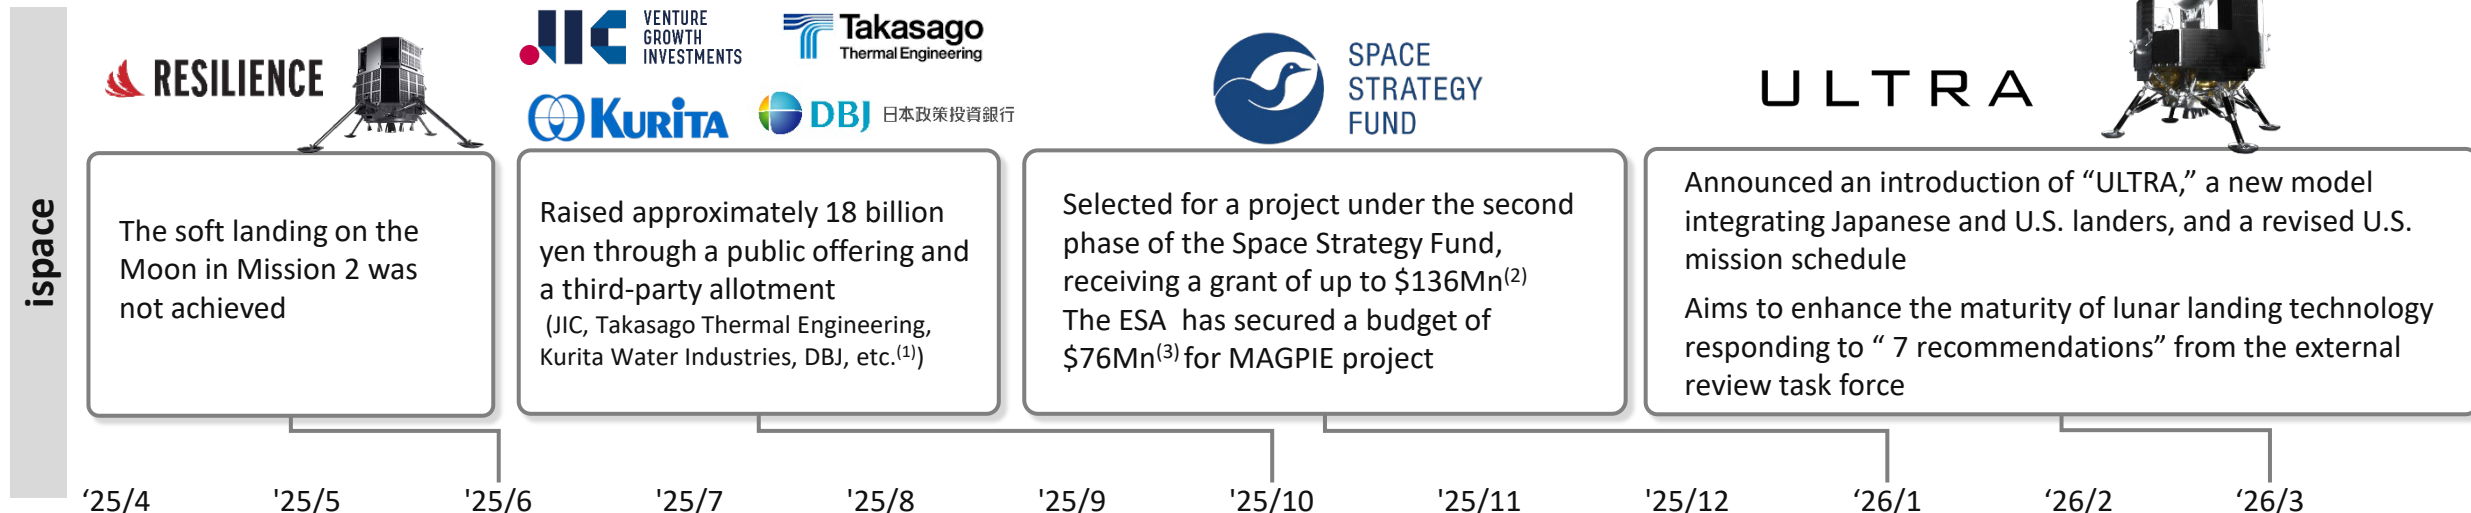 ispace
RESILIENCE
The soft landing on the
Moon in Mission 2 was
not achieved
JIC VENTURE
GROWTH
INVESTMENTS
Takasago
Thermal Engineering
KURITA
DBJ 日本政策投資銀行
Raised approximately 18 billion
yen through a public offering and
a third-party allotment
(JIC, Takasago Thermal Engineering,
Kurita Water Industries, DBJ, etc.(1))
SPACE
STRATEGY
FUND
Selected for a project under the second
phase of the Space Strategy Fund,
receiving a grant of up to $136Mn(2)
The ESA has secured a budget of
$76Mn(3) for MAGPIE project
ULTRA
Announced an introduction of “ULTRA,” a new model
integrating Japanese and U.S. landers, and a revised U.S.
mission schedule
Aims to enhance the maturity of lunar landing technology
responding to “ 7 recommendations” from the external
review task force
‘25/4 '25/5 '25/6 '25/7 '25/8 '25/9 '25/10 '25/11 '25/12 ‘26/1 ‘26/2 ‘26/3